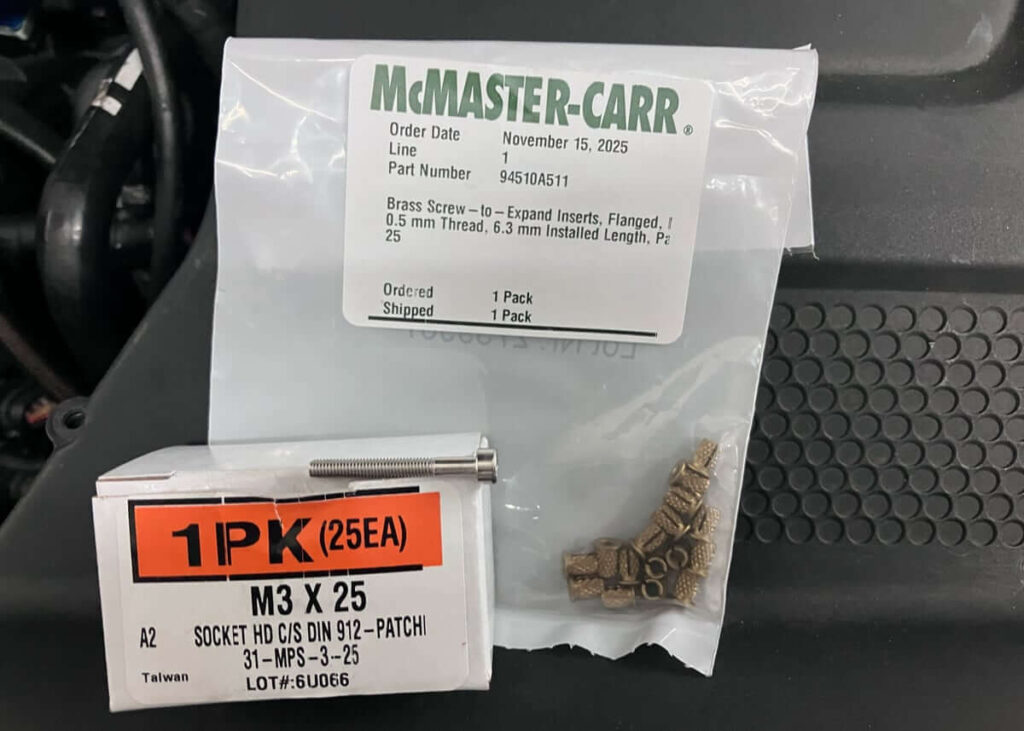 McMASTER-CARR®
Order Date November 15, 2025
Line 1
Part Number 94510A511
Brass Screw-to-Expand Inserts, Flanged,
0.5 mm Thread, 6.3 mm Installed Length,
25
Ordered 1 Pack
Shipped 1 Pack
1PK (25EA)
M3 X 25
A2 SOCKET HD C/S DIN 912-PATCH
31-MPS-3-25
Taiwan LOT#:6U066